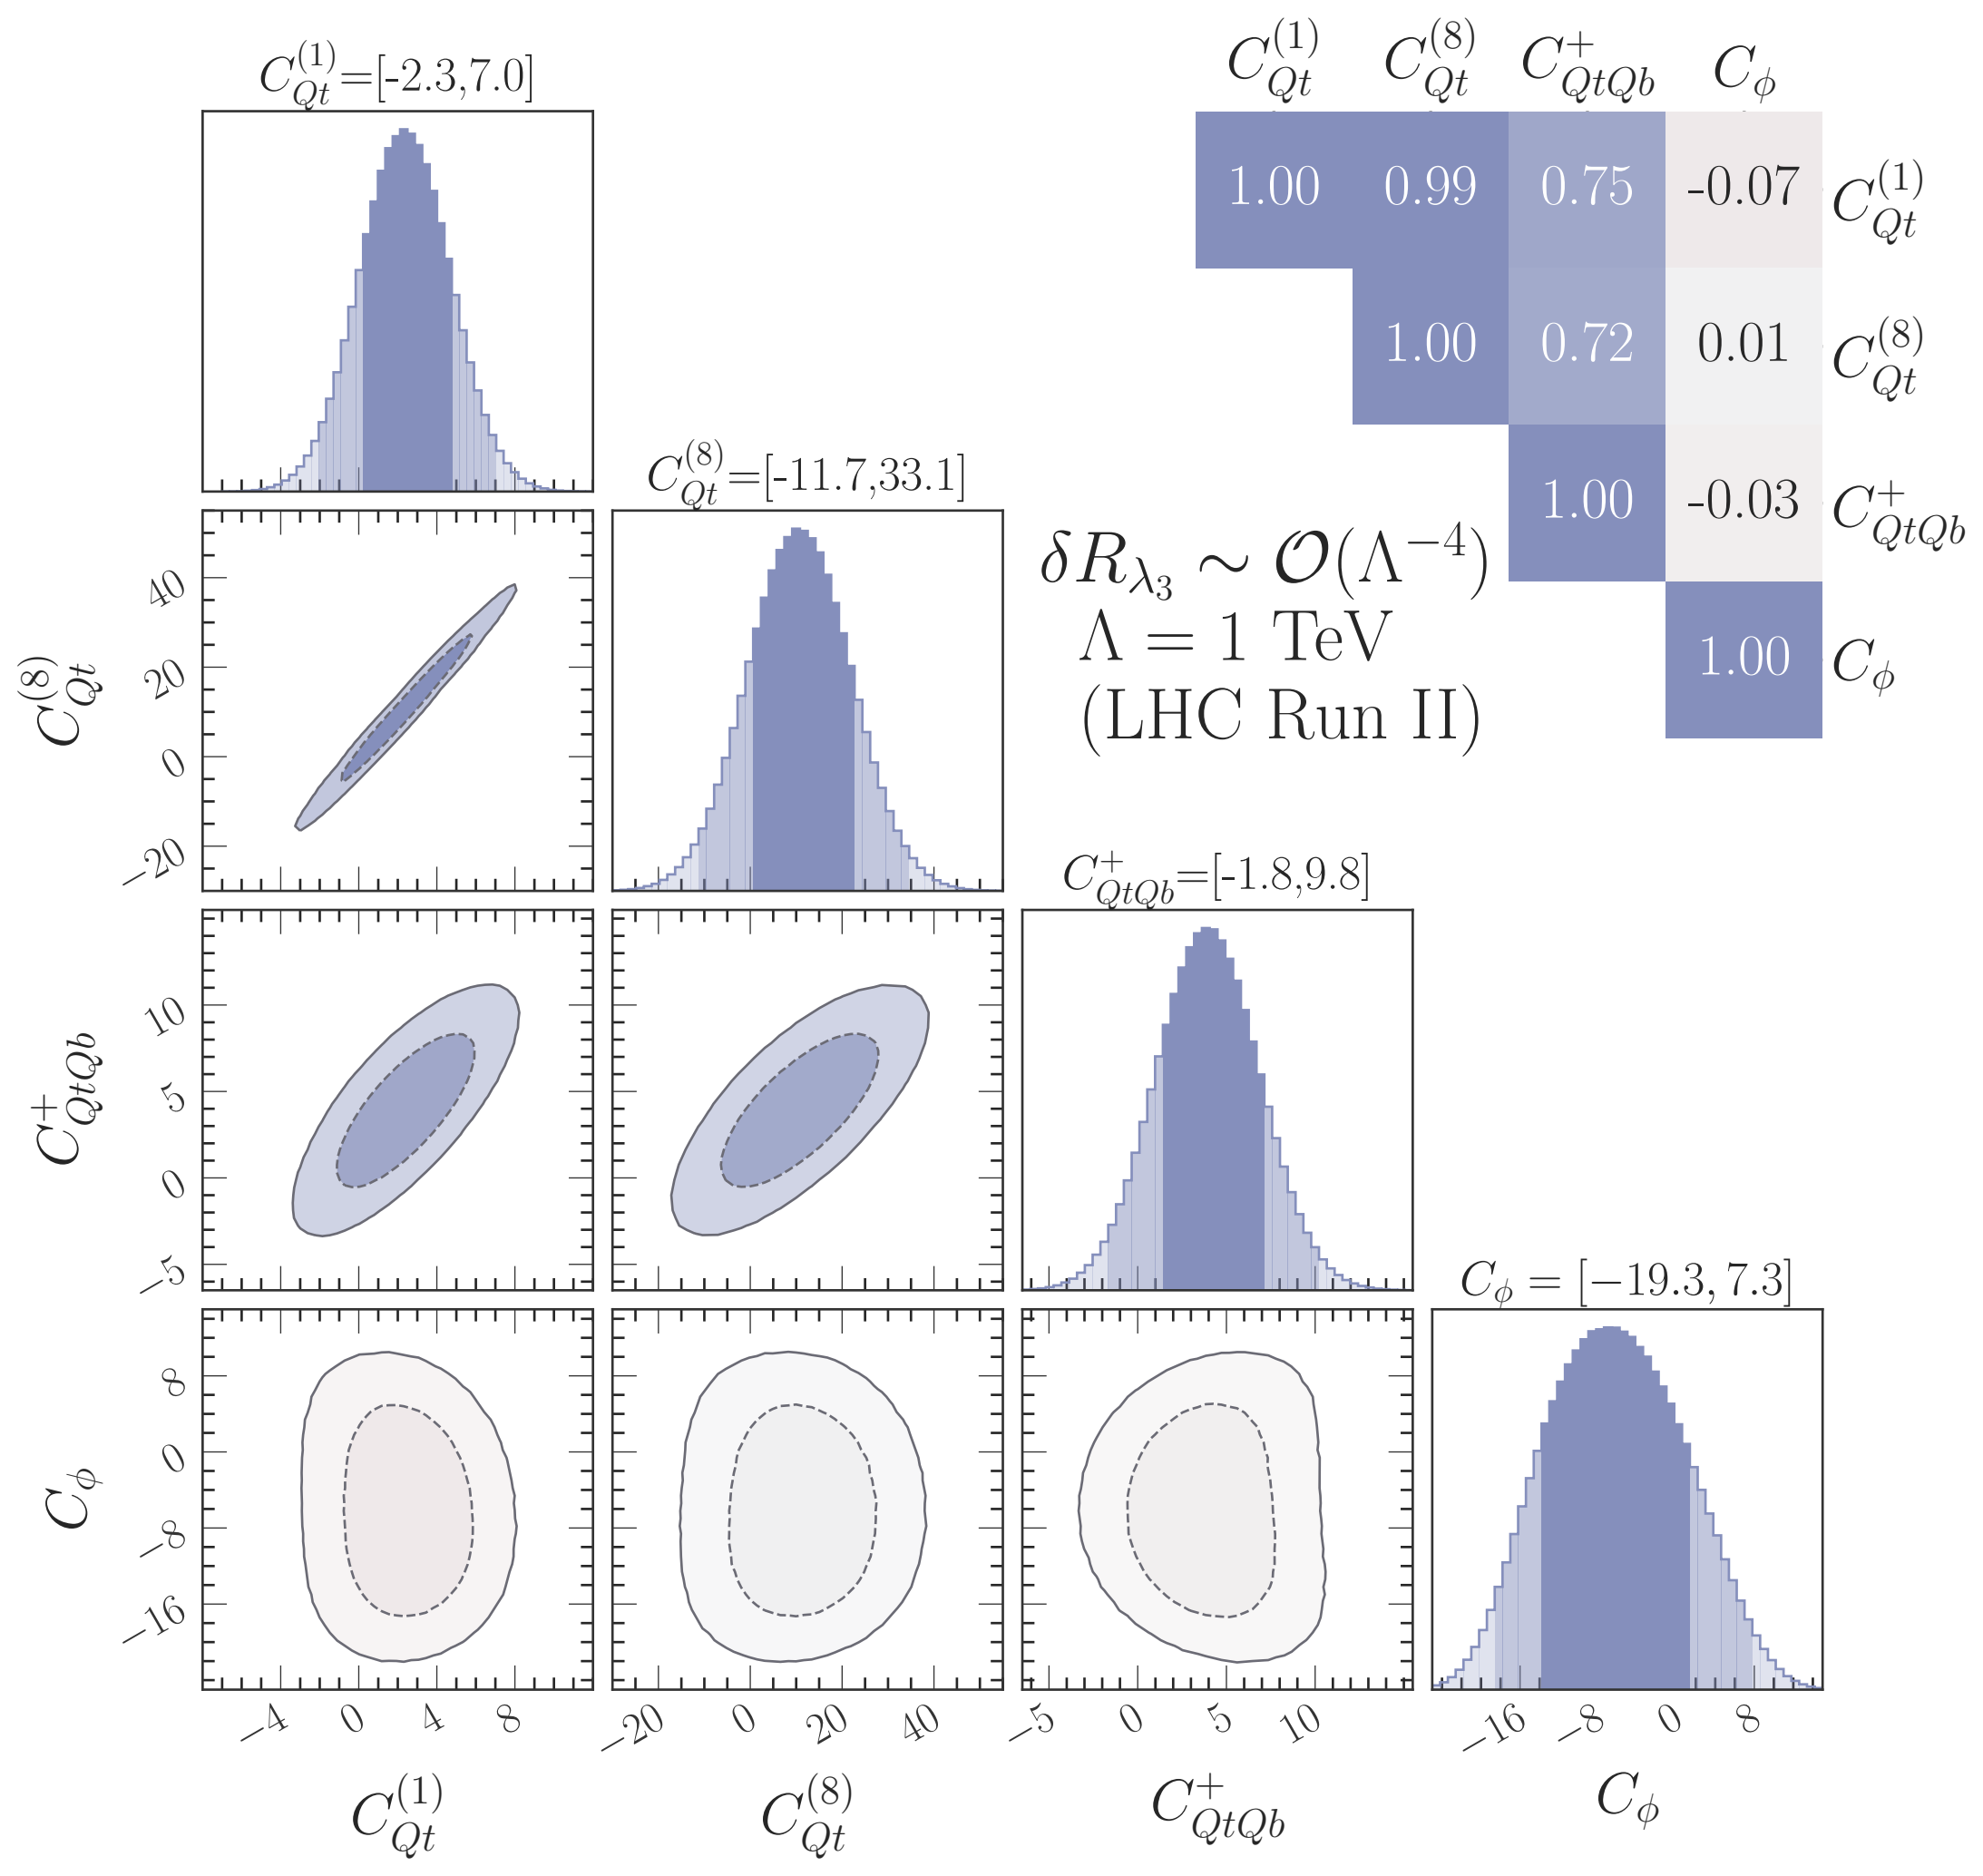 C_{Qt}^{(1)}=[-2.3,7.0]
C_{Qt}^{(1)} C_{Qt}^{(8)} C_{QtQb}^{+} C_ϕ
1.00 0.99 0.75 -0.07 C_{Qt}^{(1)}
1.00 0.72 0.01 C_{Qt}^{(8)}
1.00 -0.03 C_{QtQb}^{+}
1.00 C_ϕ
C_{Qt}^{(8)}=[-11.7,33.1]
δR_{λ_3} ∼ 𝒪(Λ^{−4})
Λ = 1 TeV
(LHC Run II)
C_{Qt}^{(8)}
40
20
0
−20
C_{QtQb}^{+}=[-1.8,9.8]
C_{QtQb}^{+}
10
5
0
−5
C_ϕ = [−19.3, 7.3]
C_ϕ
8
0
−8
−16
−4 0 4 8
−20 0 20 40
−5 0 5 10
−16 −8 0 8
C_{Qt}^{(1)} C_{Qt}^{(8)} C_{QtQb}^{+} C_ϕ